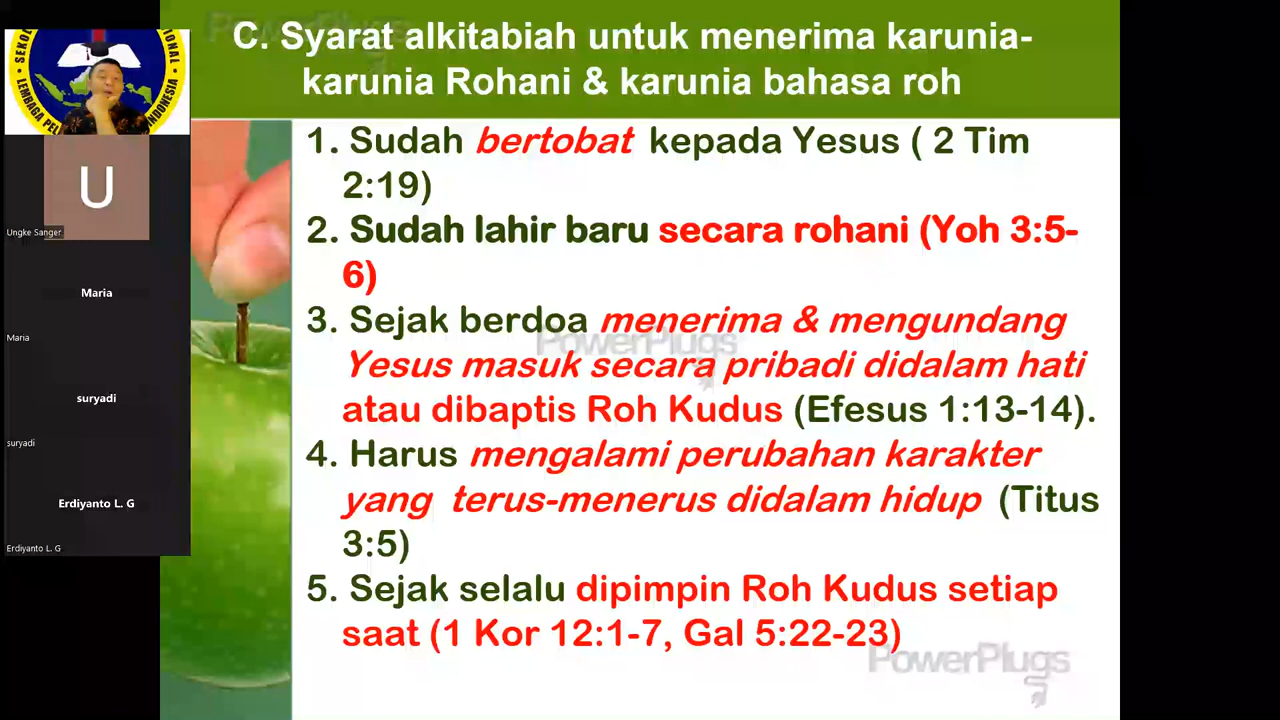 C. Syarat alkitabiah untuk menerima karunia-
karunia Rohani & karunia bahasa roh
1. Sudah bertobat kepada Yesus ( 2 Tim
2:19)
2. Sudah lahir baru secara rohani (Yoh 3:5-
6)
3. Sejak berdoa menerima & mengundang
Yesus masuk secara pribadi didalam hati
atau dibaptis Roh Kudus (Efesus 1:13-14).
4. Harus mengalami perubahan karakter
yang terus-menerus didalam hidup (Titus
3:5)
5. Sejak selalu dipimpin Roh Kudus setiap
saat (1 Kor 12:1-7, Gal 5:22-23)
PowerPlugs
PowerPlugs
PowerPlugs
U
Ungke Sanger
Maria
Maria
suryadi
suryadi
Erdiyanto L. G
Erdiyanto L. G